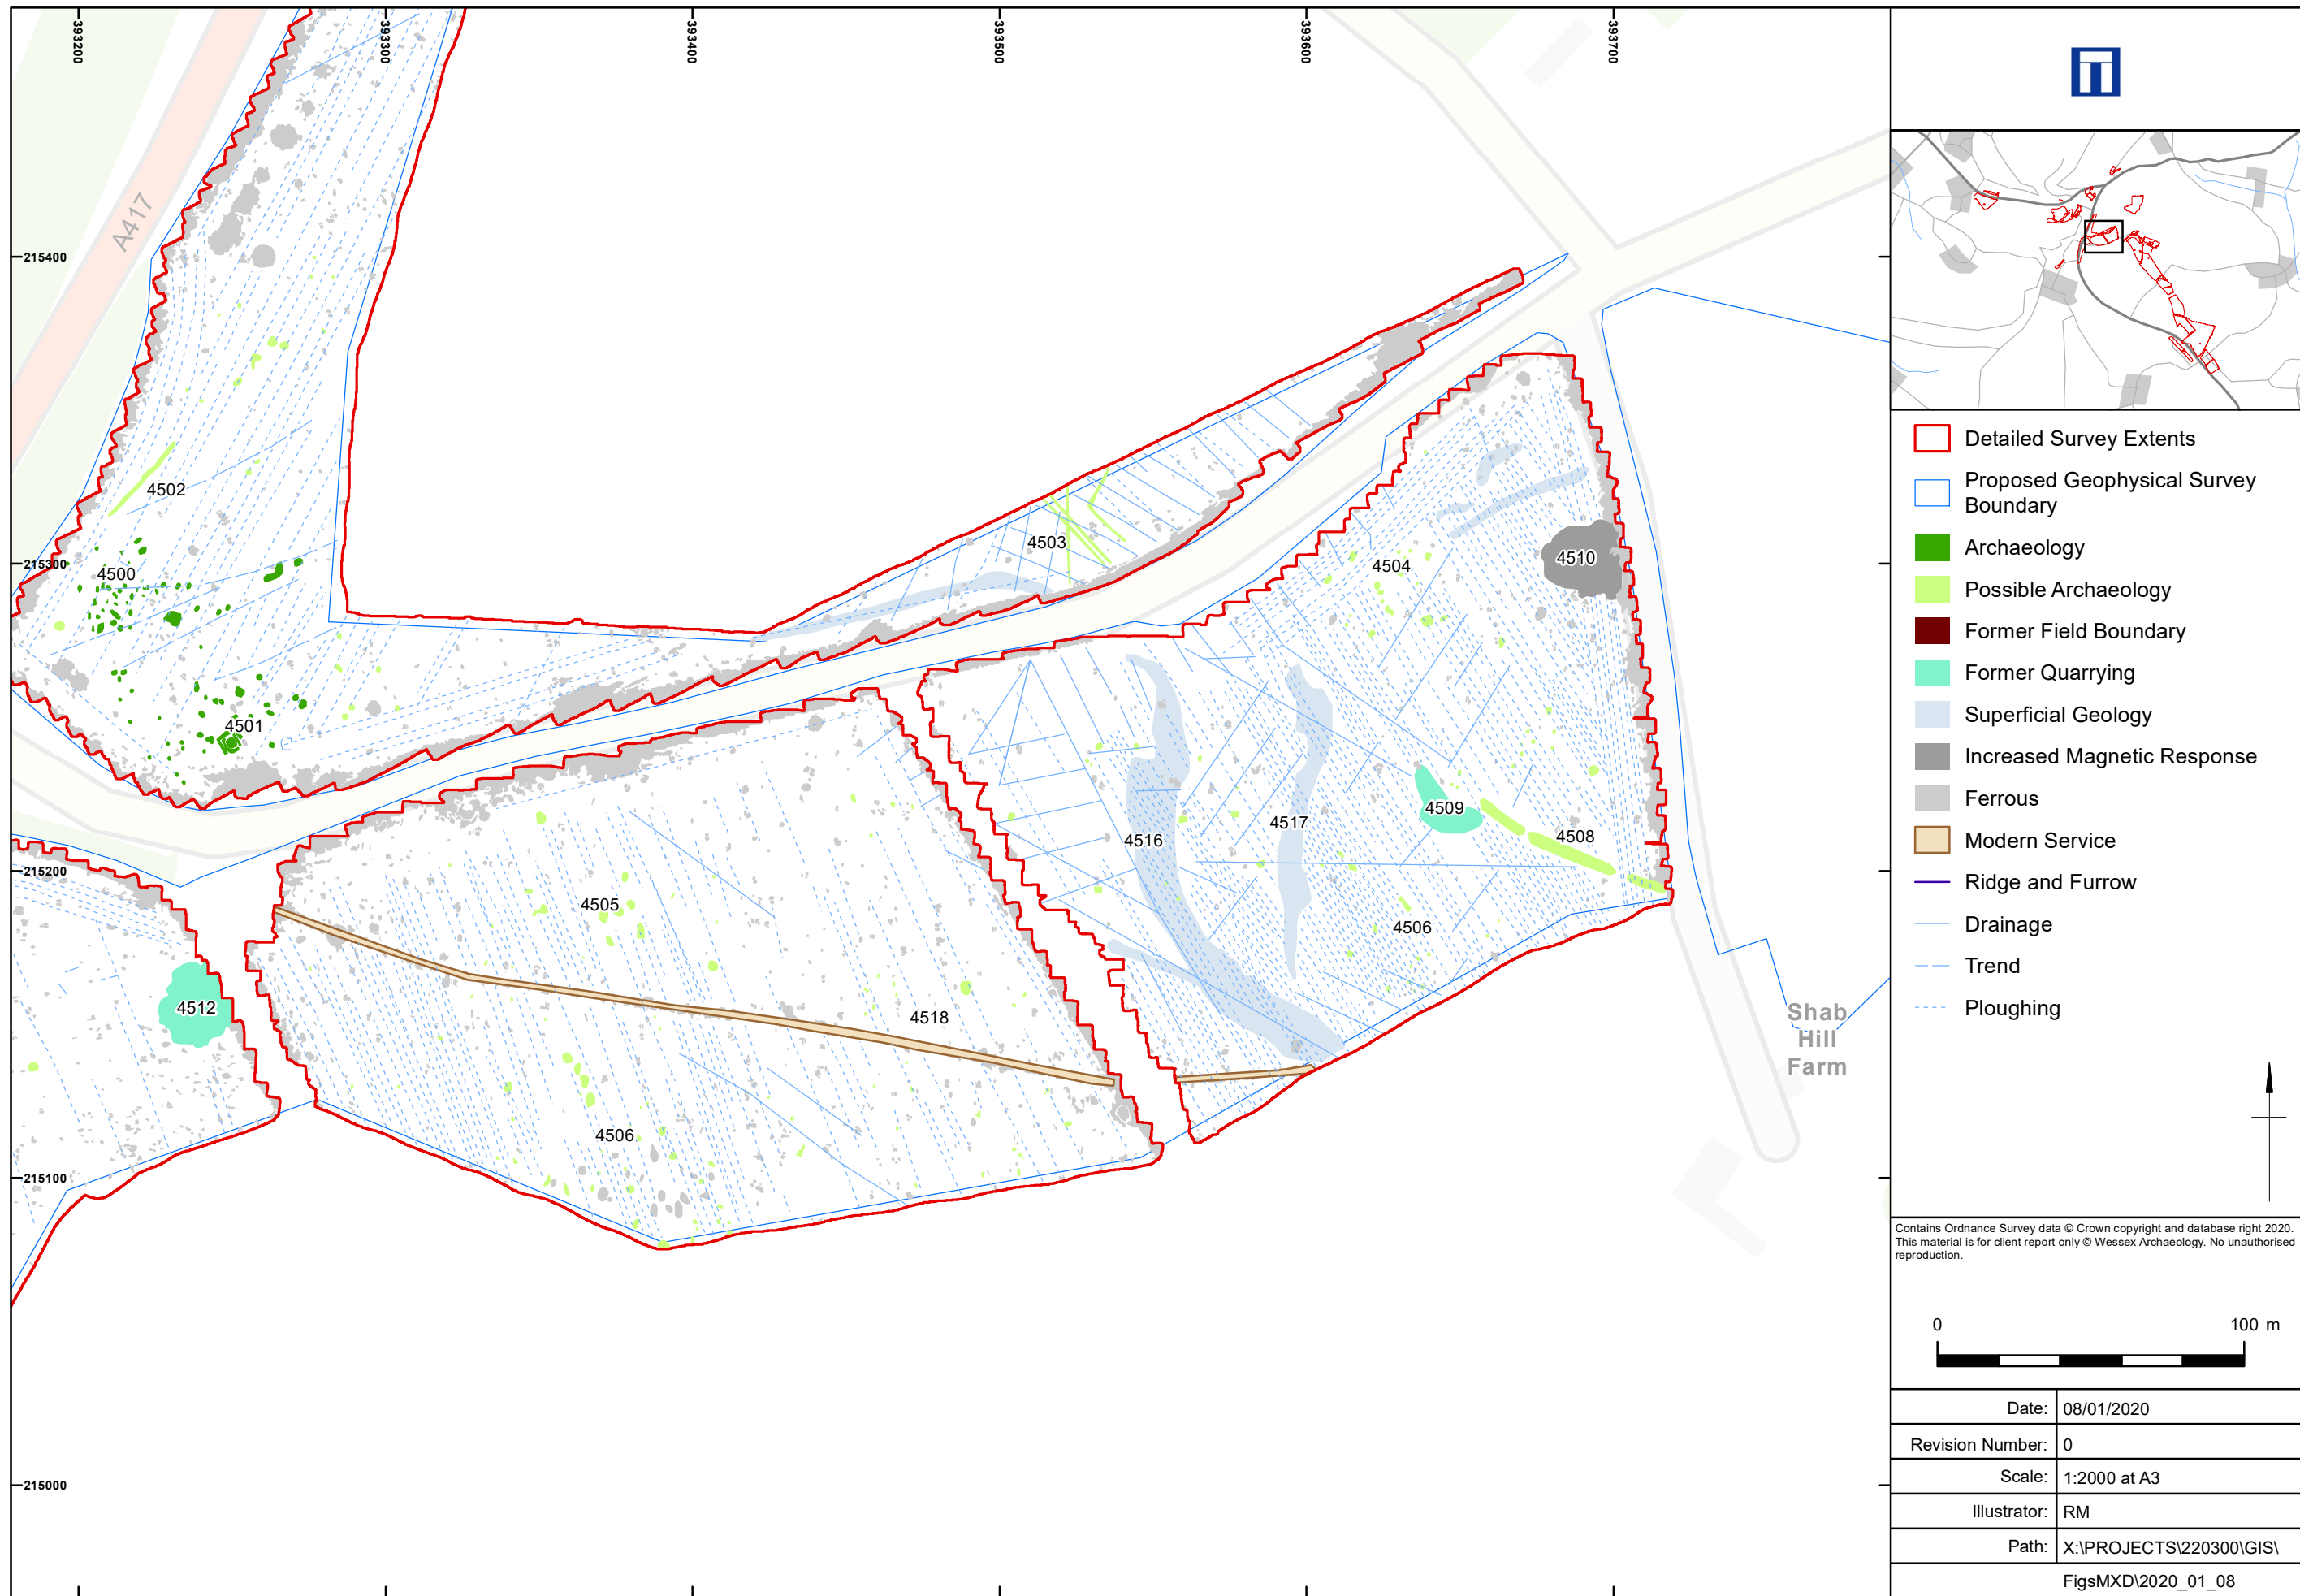 393200
393300
393400
393500
393600
393700
A417
215400
215300
215200
215100
215000
4502
4500
4501
4503
4504
4510
4509
4508
4516
4517
4505
4506
4518
4512
4506
Shab
Hill
Farm
Detailed Survey Extents
Proposed Geophysical Survey
Boundary
Archaeology
Possible Archaeology
Former Field Boundary
Former Quarrying
Superficial Geology
Increased Magnetic Response
Ferrous
Modern Service
Ridge and Furrow
Drainage
Trend
Ploughing
Contains Ordnance Survey data © Crown copyright and database right 2020.
This material is for client report only © Wessex Archaeology. No unauthorised
reproduction.
0 100 m
Date: 08/01/2020
Revision Number: 0
Scale: 1:2000 at A3
Illustrator: RM
Path: X:\PROJECTS\220300\GIS\
FigsMXD\2020_01_08